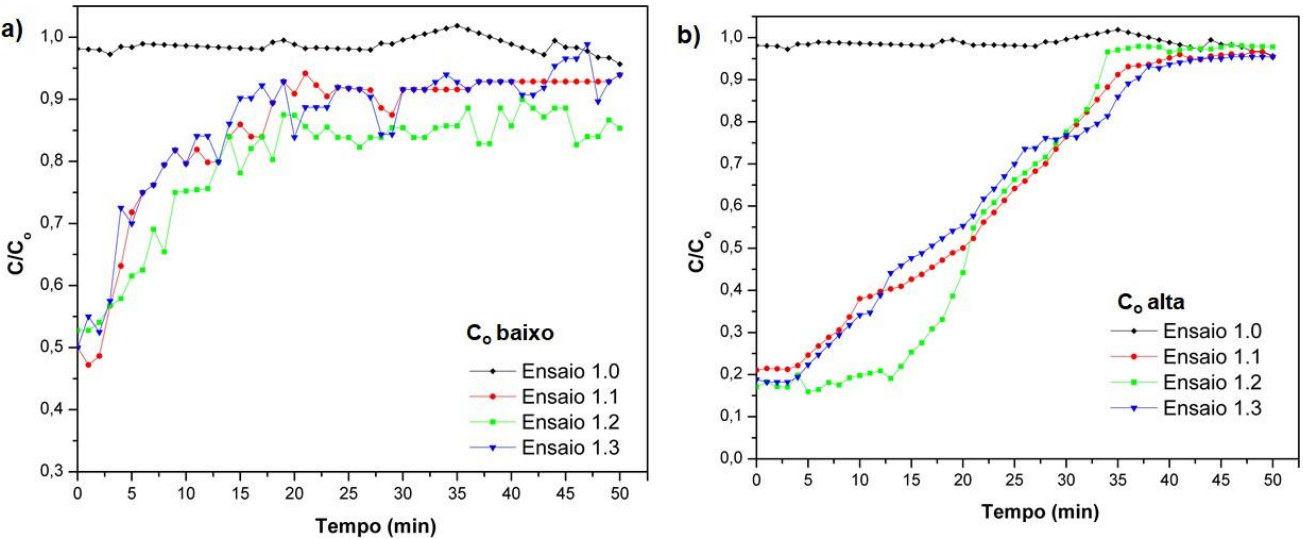 a)
1,0
0,9
0,8
0,7
0,6
0,5
0,4
0,3
C/Co
0 5 10 15 20 25 30 35 40 45 50
Tempo (min)
Co baixo
Ensaio 1.0
Ensaio 1.1
Ensaio 1.2
Ensaio 1.3
b)
1,0
0,9
0,8
0,7
0,6
0,5
0,4
0,3
0,2
0,1
0,0
C/Co
0 5 10 15 20 25 30 35 40 45 50
Tempo (min)
Co alta
Ensaio 1.0
Ensaio 1.1
Ensaio 1.2
Ensaio 1.3